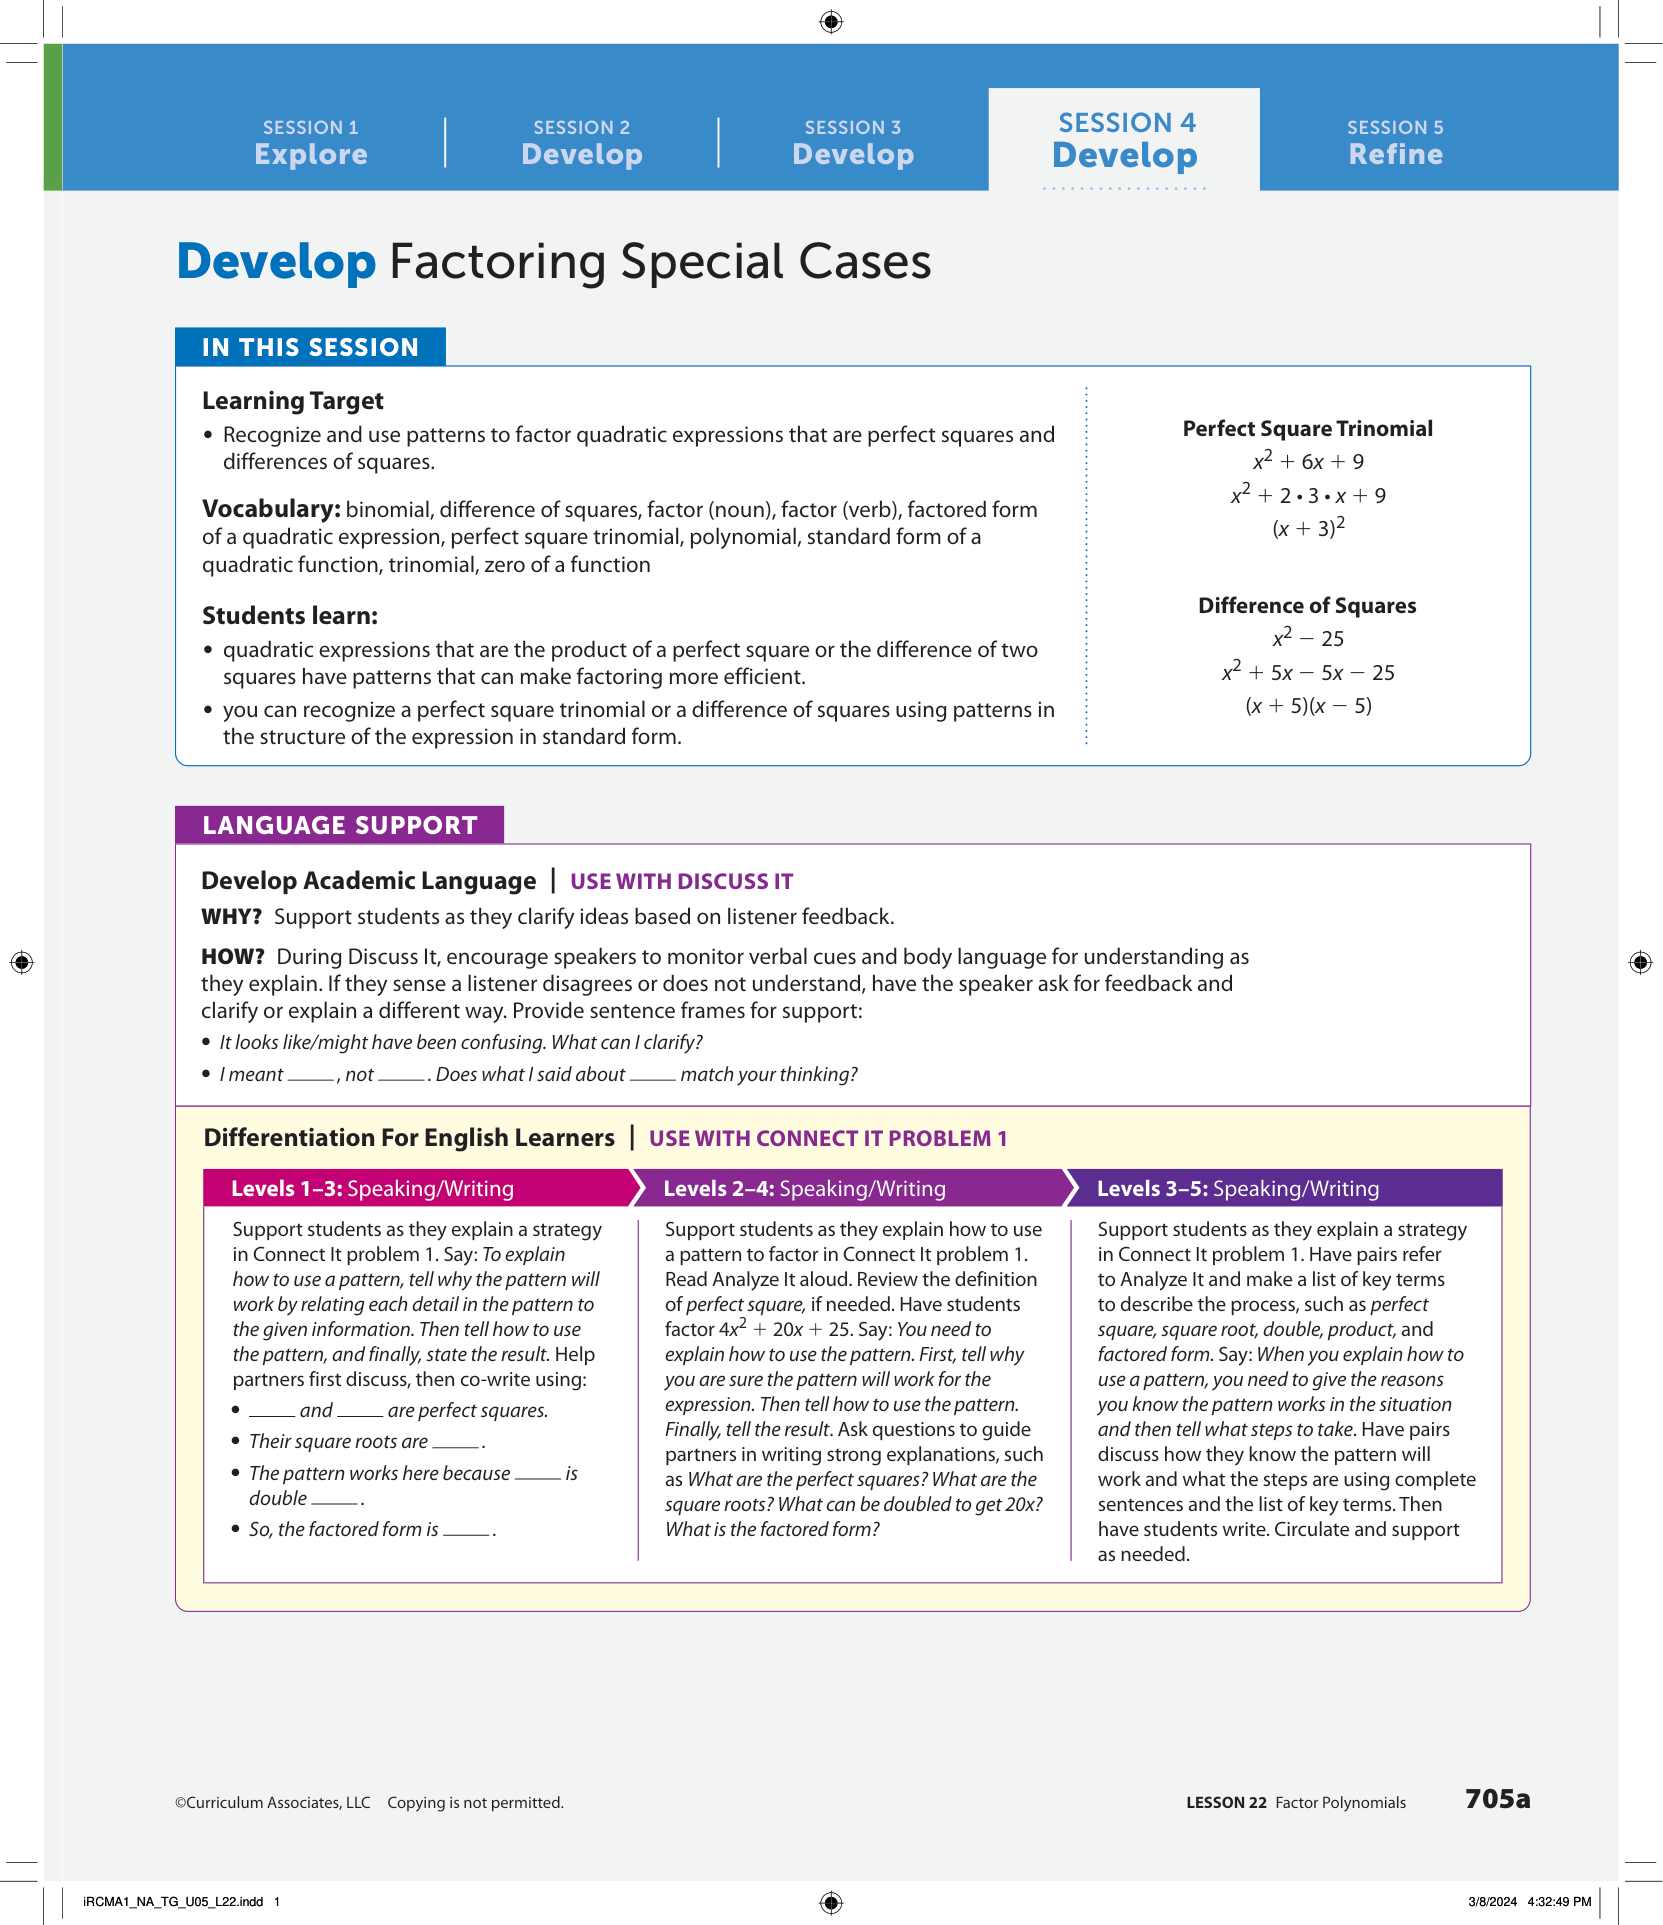 SESSION 1
Explore
SESSION 2
Develop
SESSION 3
Develop
SESSION 4
Develop
SESSION 5
Refine
Develop Factoring Special Cases
IN THIS SESSION
Learning Target
• Recognize and use patterns to factor quadratic expressions that are perfect squares and
differences of squares.
Vocabulary: binomial, difference of squares, factor (noun), factor (verb), factored form
of a quadratic expression, perfect square trinomial, polynomial, standard form of a
quadratic function, trinomial, zero of a function
Students learn:
• quadratic expressions that are the product of a perfect square or the difference of two
squares have patterns that can make factoring more efficient.
• you can recognize a perfect square trinomial or a difference of squares using patterns in
the structure of the expression in standard form.
Perfect Square Trinomial
x² + 6x + 9
x² + 2 • 3 • x + 9
(x + 3)²
Difference of Squares
x² − 25
x² + 5x − 5x − 25
(x + 5)(x − 5)
LANGUAGE SUPPORT
Develop Academic Language | USE WITH DISCUSS IT
WHY? Support students as they clarify ideas based on listener feedback.
HOW? During Discuss It, encourage speakers to monitor verbal cues and body language for understanding as
they explain. If they sense a listener disagrees or does not understand, have the speaker ask for feedback and
clarify or explain a different way. Provide sentence frames for support:
• It looks like/might have been confusing. What can I clarify?
• I meant ____, not ____. Does what I said about ____ match your thinking?
Differentiation For English Learners | USE WITH CONNECT IT PROBLEM 1
Levels 1–3: Speaking/Writing
Support students as they explain a strategy
in Connect It problem 1. Say: To explain
how to use a pattern, tell why the pattern will
work by relating each detail in the pattern to
the given information. Then tell how to use
the pattern, and finally, state the result. Help
partners first discuss, then co-write using:
• ____ and ____ are perfect squares.
• Their square roots are ____.
• The pattern works here because ____ is
double ____.
• So, the factored form is ____.
Levels 2–4: Speaking/Writing
Support students as they explain how to use
a pattern to factor in Connect It problem 1.
Read Analyze It aloud. Review the definition
of perfect square, if needed. Have students
factor 4x² + 20x + 25. Say: You need to
explain how to use the pattern. First, tell why
you are sure the pattern will work for the
expression. Then tell how to use the pattern.
Finally, tell the result. Ask questions to guide
partners in writing strong explanations, such
as What are the perfect squares? What are the
square roots? What can be doubled to get 20x?
What is the factored form?
Levels 3–5: Speaking/Writing
Support students as they explain a strategy
in Connect It problem 1. Have pairs refer
to Analyze It and make a list of key terms
to describe the process, such as perfect
square, square root, double, product, and
factored form. Say: When you explain how to
use a pattern, you need to give the reasons
you know the pattern works in the situation
and then tell what steps to take. Have pairs
discuss how they know the pattern will
work and what the steps are using complete
sentences and the list of key terms. Then
have students write. Circulate and support
as needed.
©Curriculum Associates, LLC Copying is not permitted.
LESSON 22 Factor Polynomials 705a
iRCMA1_NA_TG_U05_L22.indd 1
3/8/2024 4:32:49 PM